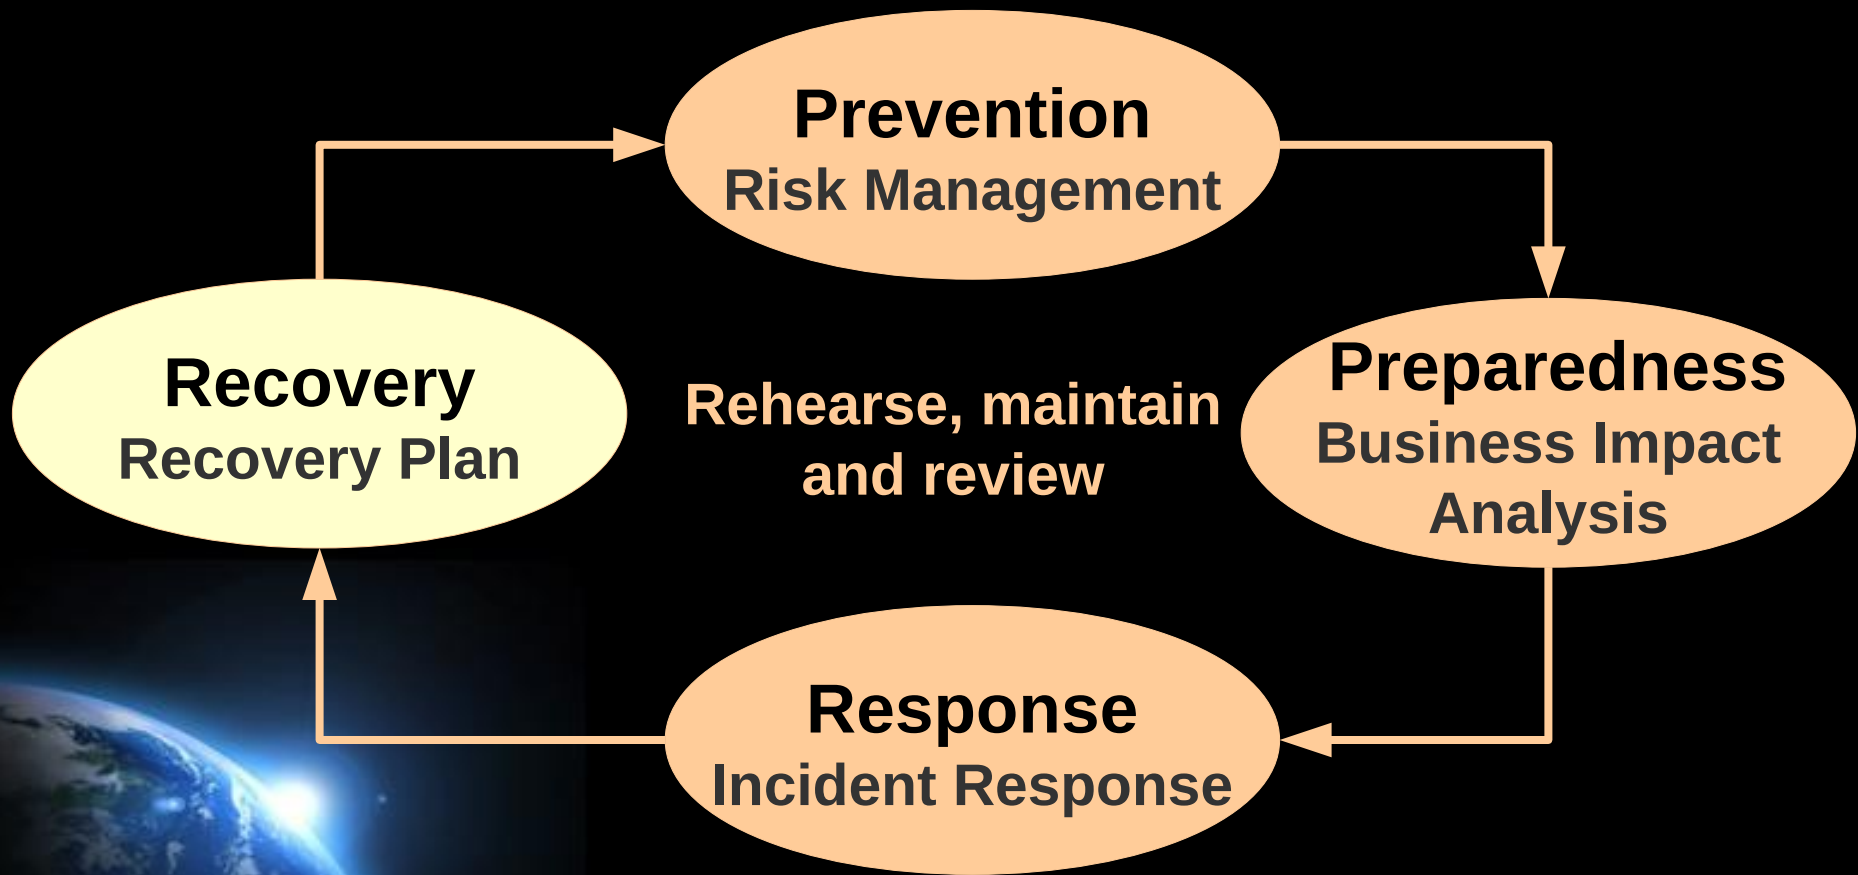 Prevention
Risk Management
Preparedness
Business Impact
Analysis
Response
Incident Response
Recovery
Recovery Plan
Rehearse, maintain
and review